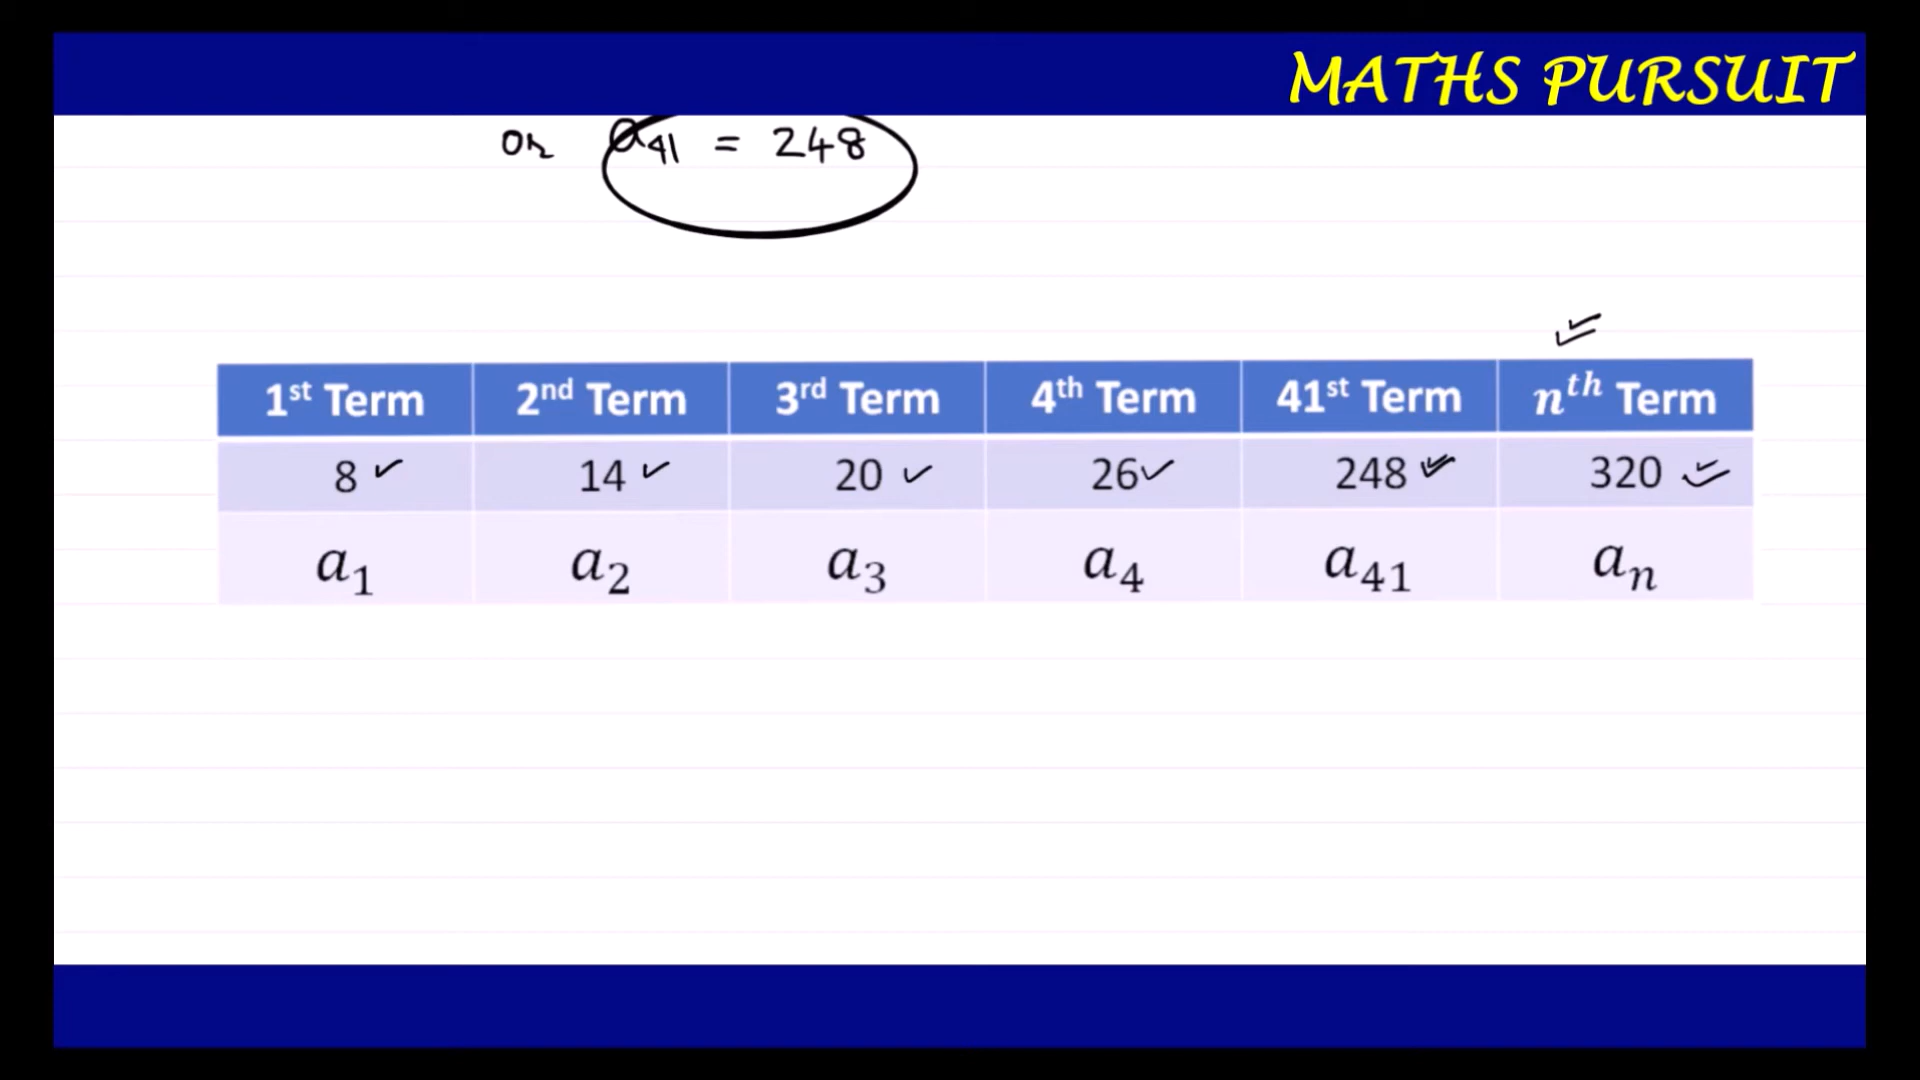 MATHS PURSUIT
or a₄₁ = 248
1ˢᵗ Term 2ⁿᵈ Term 3ʳᵈ Term 4ᵗʰ Term 41ˢᵗ Term nᵗʰ Term
8 ✓ 14 ✓ 20 ✓ 26 ✓ 248 ✓ 320 ✓
a₁ a₂ a₃ a₄ a₄₁ aₙ